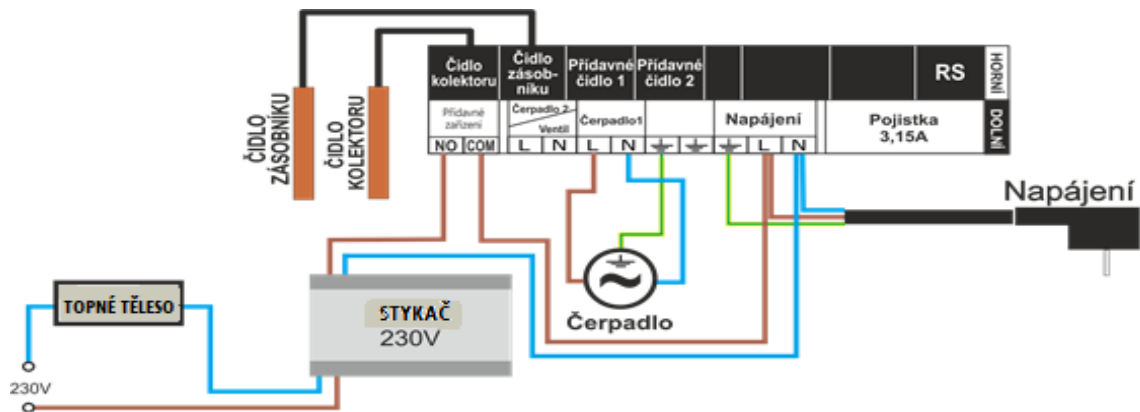 Čidlo
kolektoru
Čidlo
zásob-
níku
Přídavné
čidlo 1
Přídavné
čidlo 2
RS
HORNÍ
Přídavné
zařízení
Čerpadlo 2
Ventil
Čerpadlo1
Napájení
Pojistka
3,15A
DOLNÍ
NO COM L N L N L N
ČIDLO
ZÁSOBNÍKU
ČIDLO
KOLEKTORU
Napájení
TOPNÉ TĚLESO
STYKAČ
230V
Čerpadlo
230V